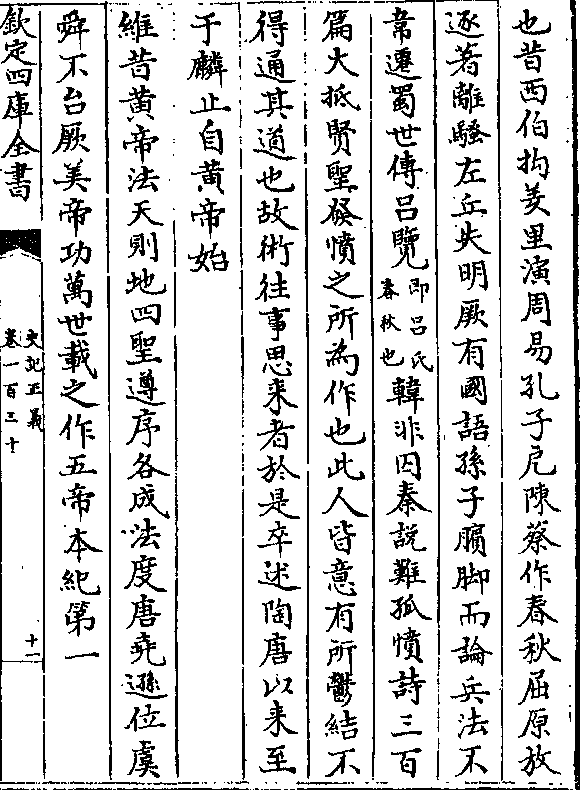 也昔西伯拘羑里演周易孔子戹陳蔡作春秋屈原放
逐著離騷左丘失明厥有國語孫子臏脚而論兵法不
韋遷蜀世傳呂覽即呂氏春秋也韓非囚秦說難孤憤詩三百
篇大抵賢聖發憤之所為作也此人皆意有所鬱結不
得通其道也故術往事思来者於是卒述陶唐以来至
于麟止自黄帝始
維昔黄帝法天則地四聖遵序各成法度唐堯遜位虞
舜不台厥美帝功萬世載之作五帝本紀第一
欽定四庫全書
史記正義
卷一百三十
十一